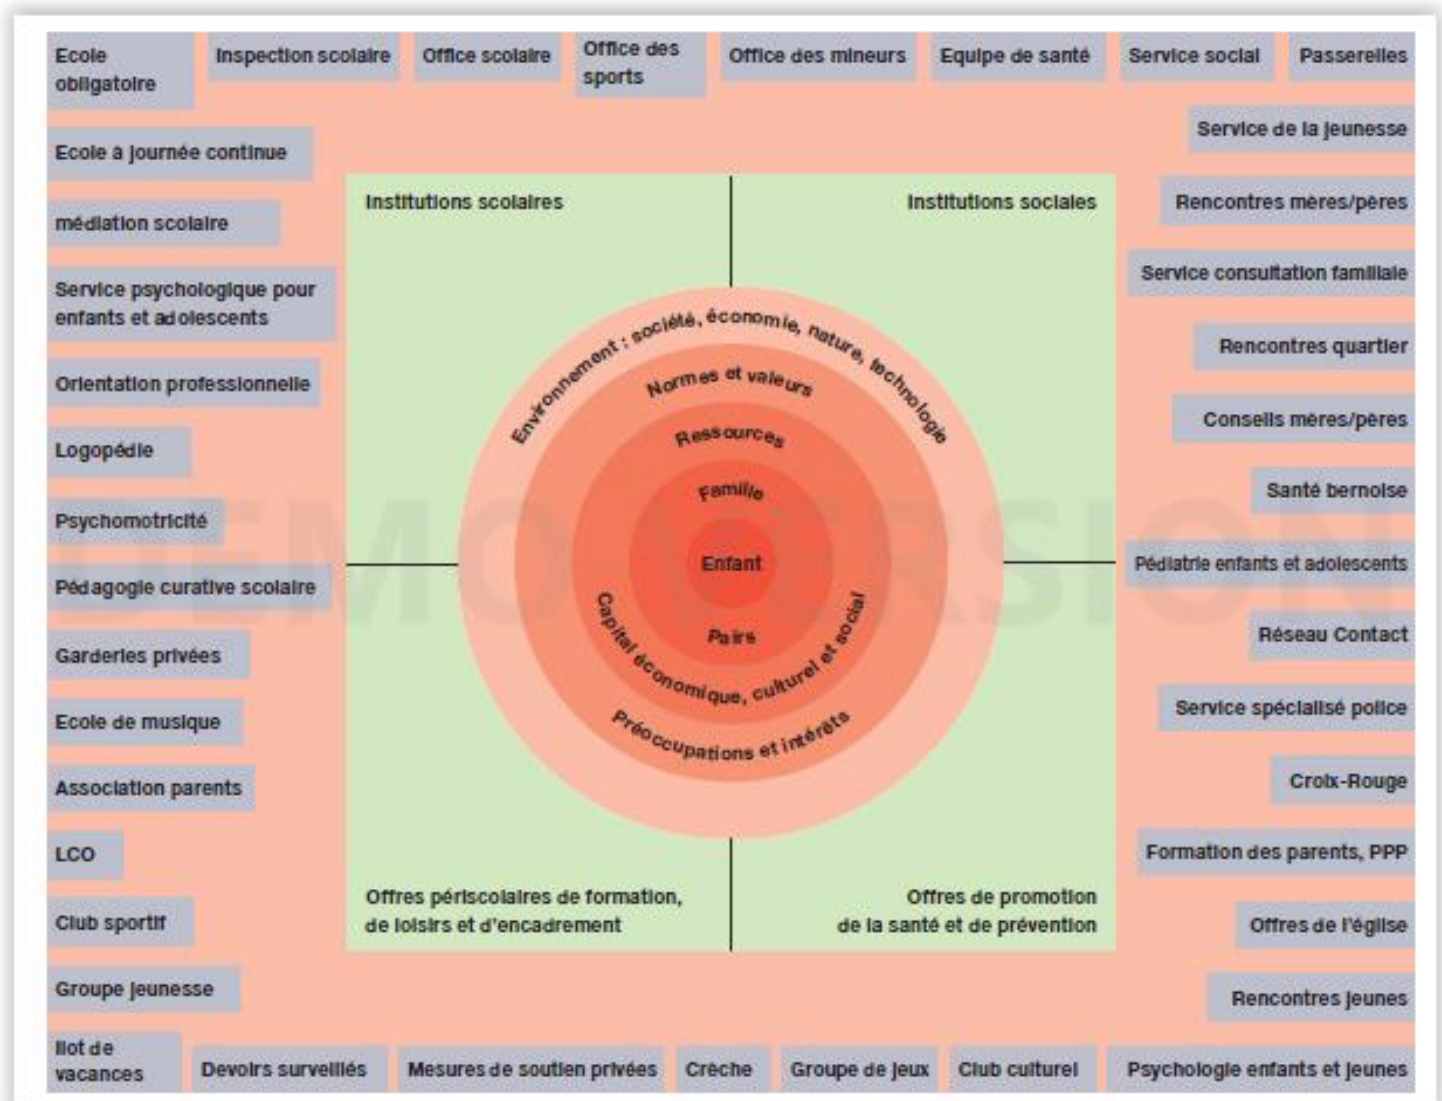 Ecole
obligatoire
Inspection scolaire
Office scolaire
Office des
sports
Office des mineurs
Equipe de santé
Service social
Passerelles
Ecole à journée continue
médiation scolaire
Service psychologique pour
enfants et adolescents
Orientation professionnelle
Logopédie
Psychomotricité
Pédagogie curative scolaire
Garderies privées
Ecole de musique
Association parents
LCO
Club sportif
Groupe jeunesse
Institutions scolaires
Institutions sociales
Environnement : société, économie, nature, technologie
Normes et valeurs
Ressources
Famille
Enfant
Pairs
Capital économique, culturel et social
Préoccupations et intérêts
Offres périscolaires de formation,
de loisirs et d'encadrement
Offres de promotion
de la santé et de prévention
Service de la jeunesse
Rencontres mères/pères
Service consultation familiale
Rencontres quartier
Conseils mères/pères
Santé bernoise
Pédiatrie enfants et adolescents
Réseau Contact
Service spécialisé police
Croix-Rouge
Formation des parents, PPP
Offres de l'église
Rencontres jeunes
Ilot de
vacances
Devoirs surveillés
Mesures de soutien privées
Crèche
Groupe de jeux
Club culturel
Psychologie enfants et jeunes
DEMO VERSION